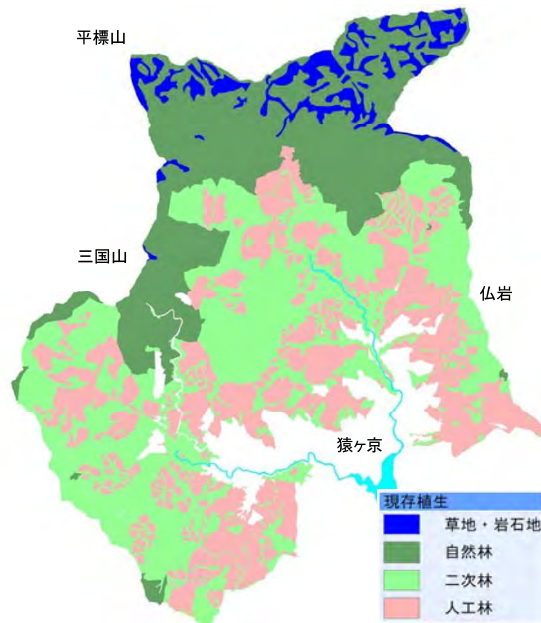 平標山
三国山
仏岩
猿ヶ京
現存植生
草地・岩石地
自然林
二次林
人工林